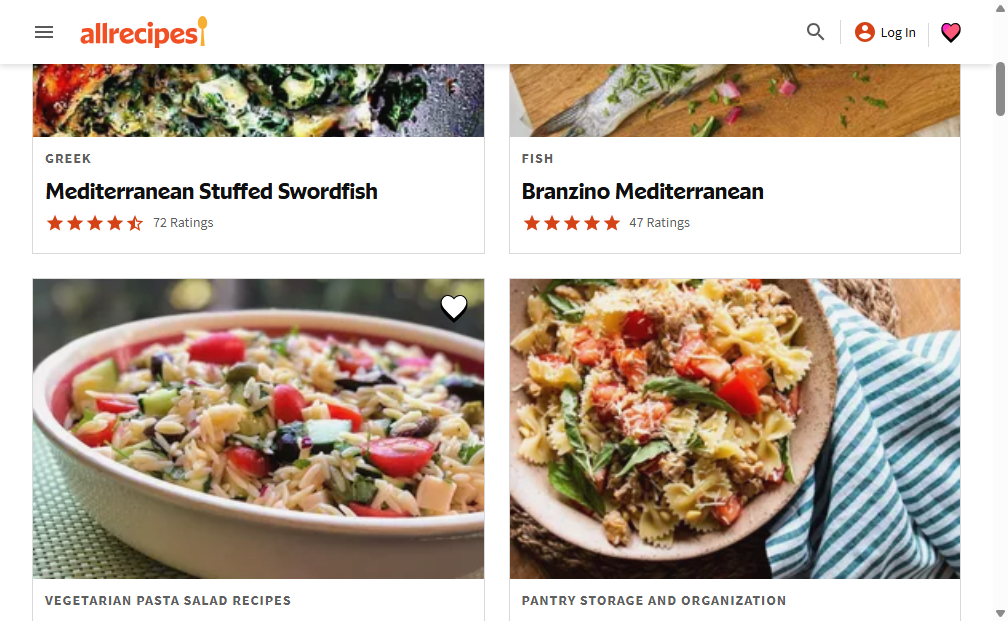 allrecipes
Log In
GREEK
Mediterranean Stuffed Swordfish
72 Ratings
FISH
Branzino Mediterranean
47 Ratings
VEGETARIAN PASTA SALAD RECIPES
PANTRY STORAGE AND ORGANIZATION